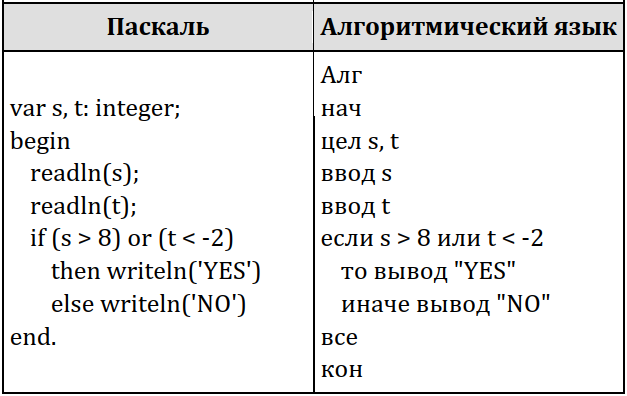 Паскаль
Алгоритмический язык
var s, t: integer;
begin
readln(s);
readln(t);
if (s > 8) or (t < -2)
then writeln('YES')
else writeln('NO')
end.
Алг
нач
цел s, t
ввод s
ввод t
если s > 8 или t < -2
то вывод "YES"
иначе вывод "NO"
все
кон